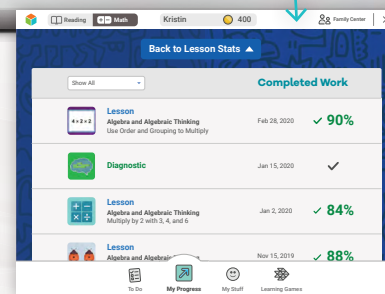 Reading
Math
Kristin
400
Family Center
Back to Lesson Stats
Show All
Completed Work
4 × 2 × 2
Lesson
Algebra and Algebraic Thinking
Use Order and Grouping to Multiply
Feb 28, 2020
90%
Diagnostic
Jan 15, 2020
Lesson
Algebra and Algebraic Thinking
Multiply by 2 with 3, 4, and 6
Jan 2, 2020
84%
Lesson
Algebra and Algebraic
Nov 15, 2019
88%
To Do
My Progress
My Stuff
Learning Games